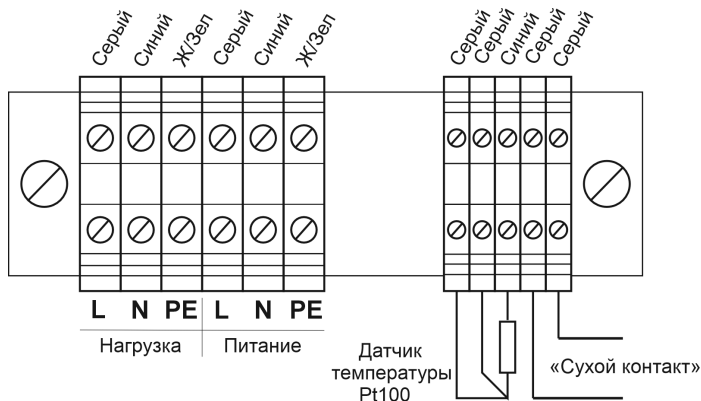 Серый Синий Ж/Зел Серый Синий Ж/Зел
Серый Серый Синий Серый Серый
L N PE L N PE
Нагрузка Питание
Датчик
температуры
Pt100
«Сухой контакт»